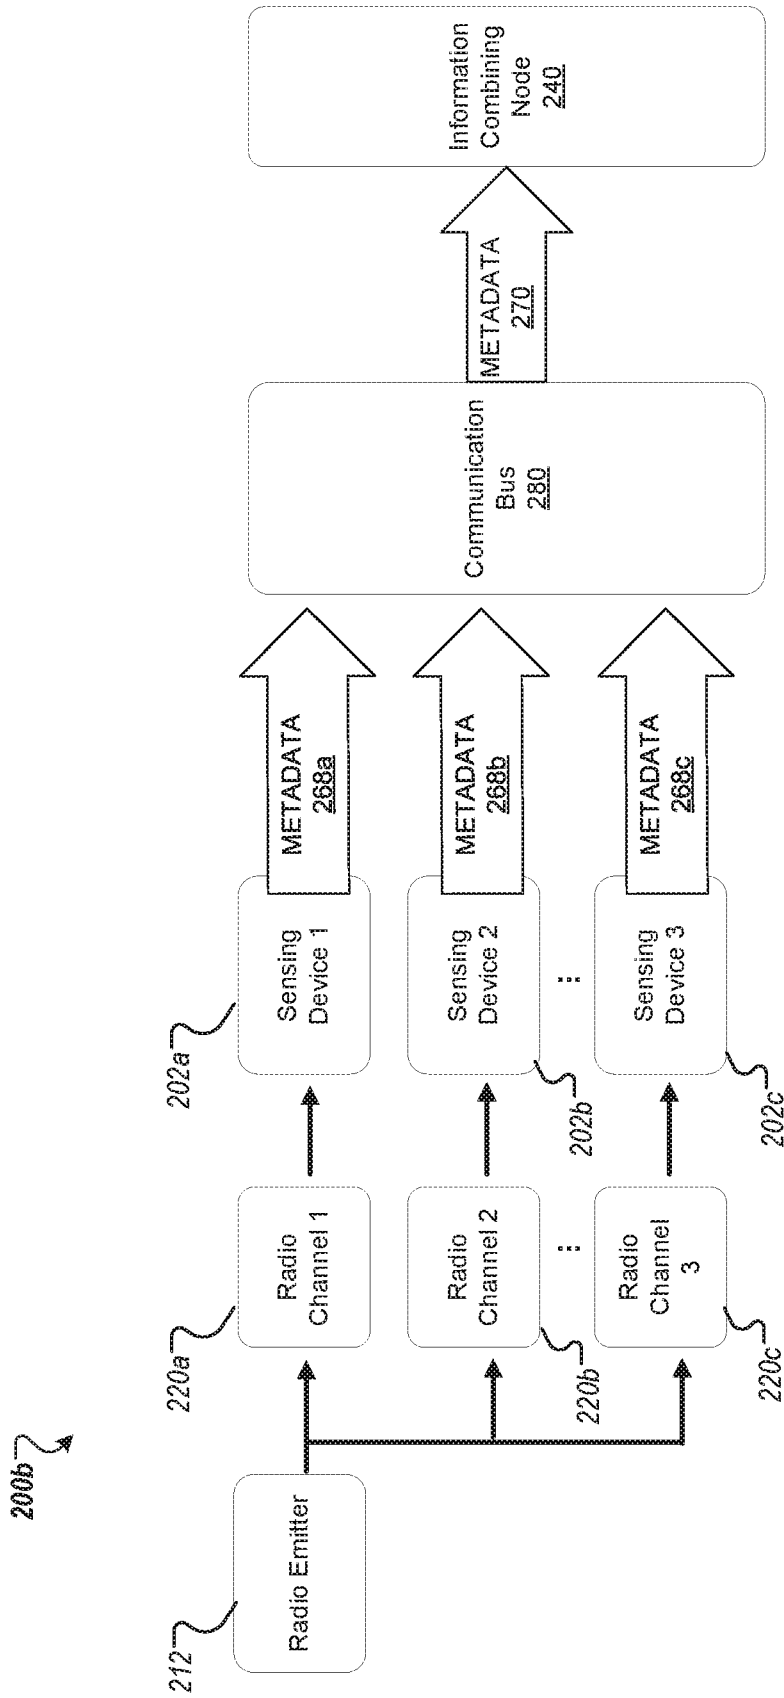 200b
212
Radio Emitter
220a
Radio
Channel 1
220b
Radio
Channel 2
220c
Radio
Channel
3
202a
Sensing
Device 1
202b
Sensing
Device 2
202c
Sensing
Device 3
METADATA
268a
METADATA
268b
METADATA
268c
Communication
Bus
280
METADATA
270
Information
Combining
Node
240